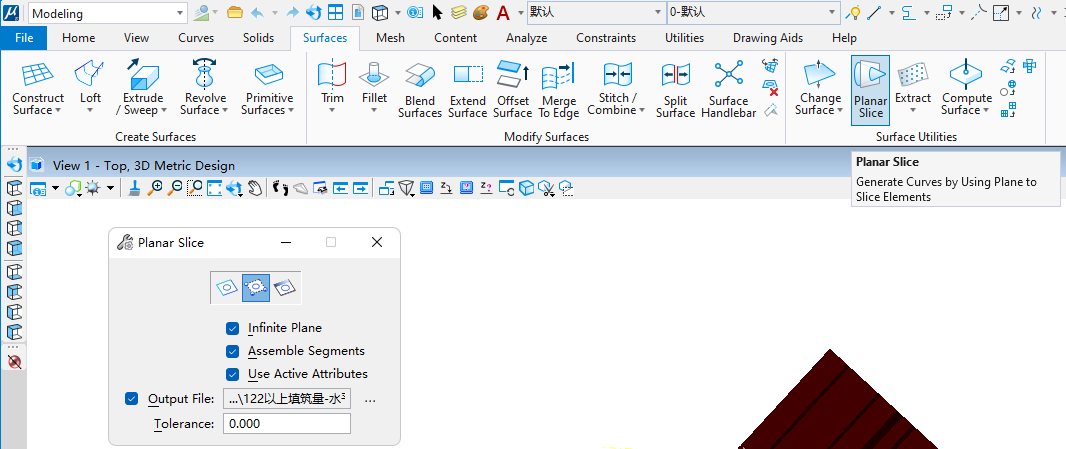 Modeling
默认
0-默认
File Home View Curves Solids Surfaces Mesh Content Analyze Constraints Utilities Drawing Aids Help
Construct Surface
Loft
Extrude / Sweep
Revolve Surface
Primitive Surfaces
Trim
Fillet
Blend Surfaces
Extend Surface
Offset Surface
Merge To Edge
Stitch / Combine
Split Surface
Surface Handlebar
Change Surface
Planar Slice
Extract
Compute Surface
Create Surfaces
Modify Surfaces
Surface Utilities
View 1 - Top, 3D Metric Design
Planar Slice
Generate Curves by Using Plane to
Slice Elements
Planar Slice
Infinite Plane
Assemble Segments
Use Active Attributes
Output File: ...\122以上填筑量-水 ...
Tolerance: 0.000